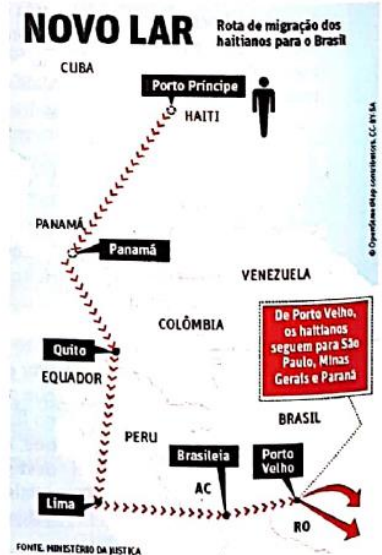 NOVO LAR
Rota de migração dos
haitianos para o Brasil
CUBA
Porto Príncipe
HAITI
© OpenStreetMap contributors, CC-BY-SA
PANAMÁ
Panamá
VENEZUELA
COLÔMBIA
De Porto Velho,
os haitianos
seguem para São
Paulo, Minas
Gerais e Paraná
Quito
EQUADOR
BRASIL
PERU
Brasileia
Porto
Velho
AC
Lima
RO
FONTE: MINISTÉRIO DA JUSTIÇA